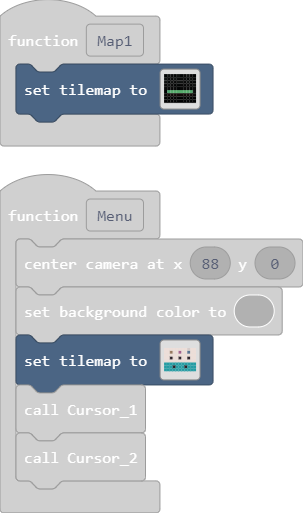 function Map1
set tilemap to
function Menu
center camera at x 88 y 0
set background color to
set tilemap to
call Cursor_1
call Cursor_2